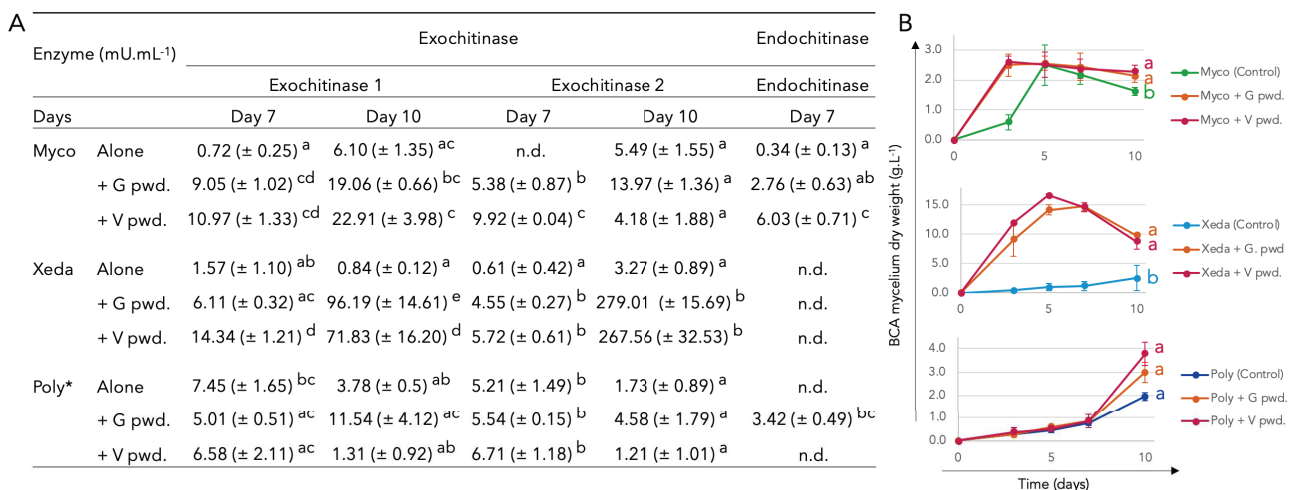 A
Enzyme (mU.mL-1) Exochitinase Endochitinase
Exochitinase 1 Exochitinase 2 Endochitinase
Days Day 7 Day 10 Day 7 Day 10 Day 7
Myco Alone 0.72 (± 0.25) a 6.10 (± 1.35) ac n.d. 5.49 (± 1.55) a 0.34 (± 0.13) a
+ G pwd. 9.05 (± 1.02) cd 19.06 (± 0.66) bc 5.38 (± 0.87) b 13.97 (± 1.36) a 2.76 (± 0.63) ab
+ V pwd. 10.97 (± 1.33) cd 22.91 (± 3.98) c 9.92 (± 0.04) c 4.18 (± 1.88) a 6.03 (± 0.71) c
Xeda Alone 1.57 (± 1.10) ab 0.84 (± 0.12) a 0.61 (± 0.42) a 3.27 (± 0.89) a n.d.
+ G pwd. 6.11 (± 0.32) ac 96.19 (± 14.61) e 4.55 (± 0.27) b 279.01 (± 15.69) b n.d.
+ V pwd. 14.34 (± 1.21) d 71.83 (± 16.20) d 5.72 (± 0.61) b 267.56 (± 32.53) b n.d.
Poly* Alone 7.45 (± 1.65) bc 3.78 (± 0.5) ab 5.21 (± 1.49) b 1.73 (± 0.89) a n.d.
+ G pwd. 5.01 (± 0.51) ac 11.54 (± 4.12) ac 5.54 (± 0.15) b 4.58 (± 1.79) a 3.42 (± 0.49) bc
+ V pwd. 6.58 (± 2.11) ac 1.31 (± 0.92) ab 6.71 (± 1.18) b 1.21 (± 1.01) a n.d.
B
BCA mycelium dry weight (g.L-1)
3.0
2.0
1.0
0.0
0 5 10
a
a
b
Myco (Control)
Myco + G pwd.
Myco + V pwd.
15.0
10.0
5.0
0.0
0 5 10
a
a
b
Xeda (Control)
Xeda + G. pwd
Xeda + V pwd.
4.0
3.0
2.0
1.0
0.0
0 5 10
a
a
a
Poly (Control)
Poly + G pwd.
Poly + V pwd.
Time (days)